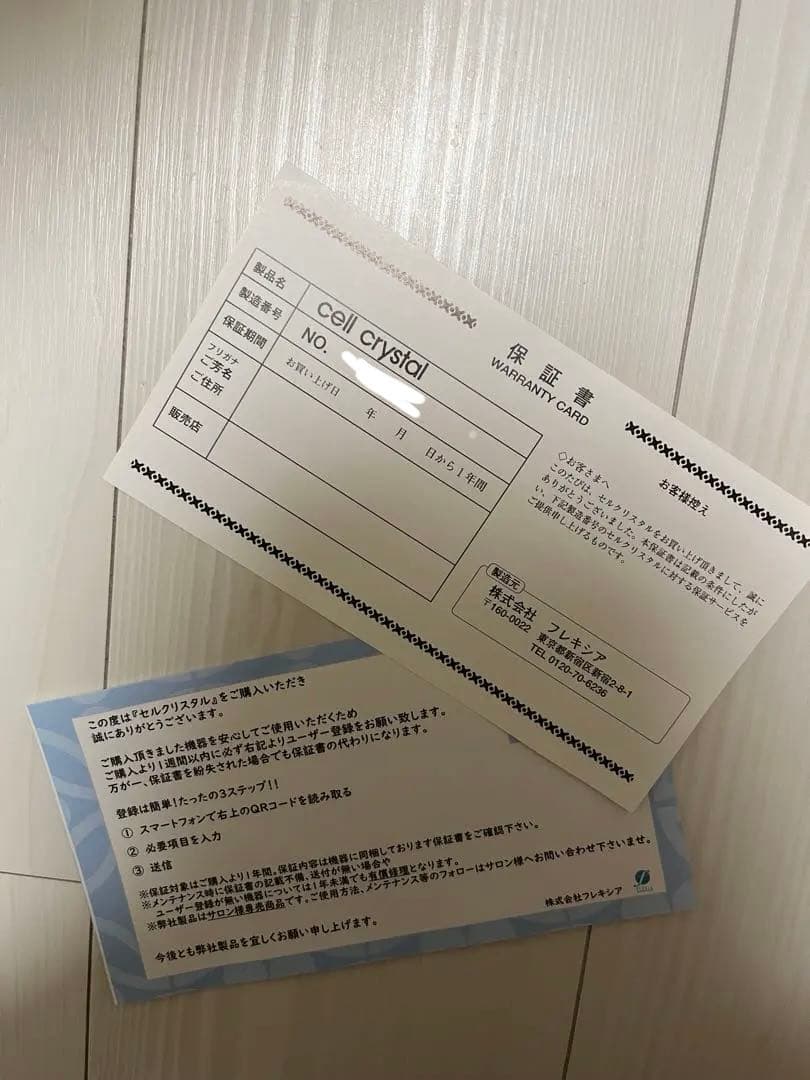 保証書
WARRANTY CARD
お客様控え
製品名
cell crystal
製造番号
NO.
保証期間
お買い上げ日 年 月 日から1年間
フリガナ
ご芳名
ご住所
販売店
◇お客さまへ
このたびは、セルクリスタルをお買い上げ頂きまして、誠に
ありがとうございました。本保証書は記載の条件にしたが
い、下記製造番号のセルクリスタルに対する保証サービスを
ご提供申し上げるものです。
製造元
株式会社 フレキシア
〒160-0022 東京都新宿区新宿2-8-1
TEL 0120-70-6236
この度は『セルクリスタル』をご購入いただき
誠にありがとうございます。
ご購入頂きました機器を安心してご使用いただくため
ご購入より1週間以内に必ず右記よりユーザー登録をお願い致します。
万が一、保証書を紛失された場合でも保証書の代わりになります。
登録は簡単!たったの3ステップ!!
① スマートフォンで右上のQRコードを読み取る
② 必要項目を入力
③ 送信
※保証対象はご購入より1年間。保証内容は機器に同梱しております保証書をご確認下さい。
※メンテナンス時に保証書の記載不備、送付が無い場合や
ユーザー登録が無い機器については1年未満でも有償修理となります。
※弊社製品はサロン様専売商品です。ご使用方法、メンテナンス等のフォローはサロン様へお問い合わせ下さいませ。
今後とも弊社製品を宜しくお願い申し上げます。
株式会社フレキシア